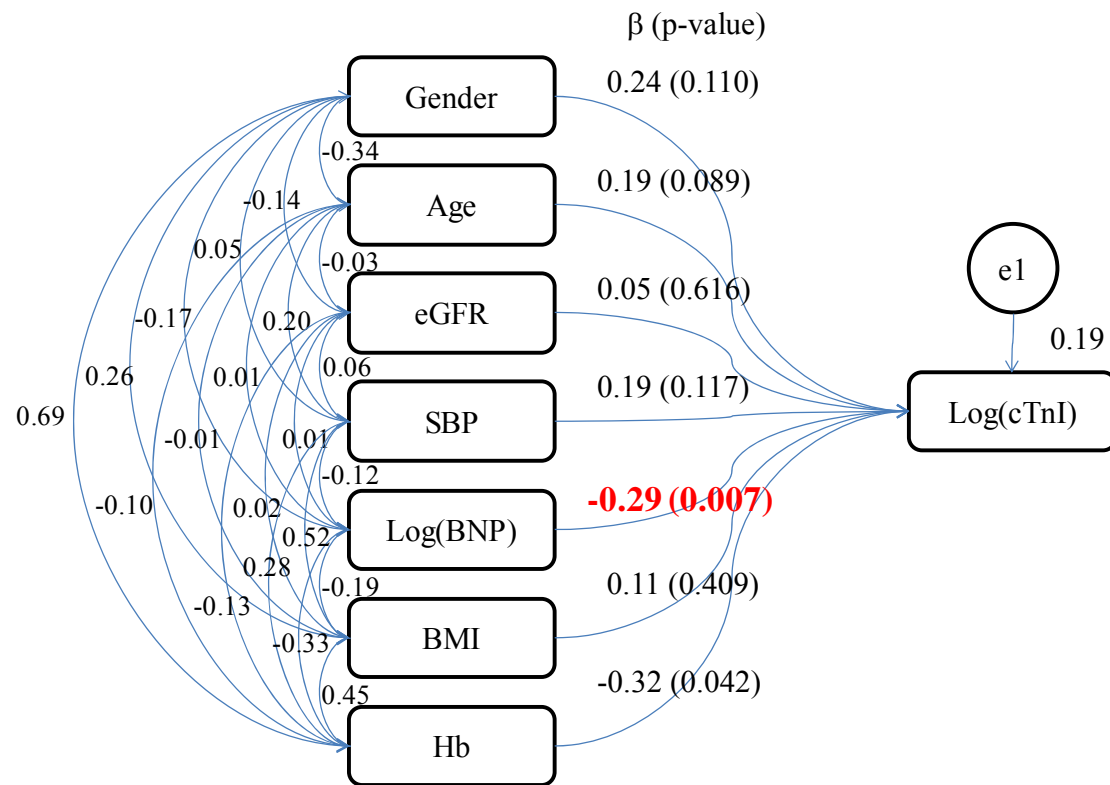 β (p-value)
Gender
0.24 (0.110)
-0.34
Age
0.19 (0.089)
-0.14
0.05
-0.03
eGFR
0.05 (0.616)
e1
-0.17
0.20
0.06
0.19
0.26
0.01
0.69
SBP
0.19 (0.117)
Log(cTnI)
-0.01
0.01
-0.12
-0.10
0.02
0.52
Log(BNP)
-0.29 (0.007)
0.28
-0.19
-0.13
-0.33
BMI
0.11 (0.409)
0.45
-0.32 (0.042)
Hb